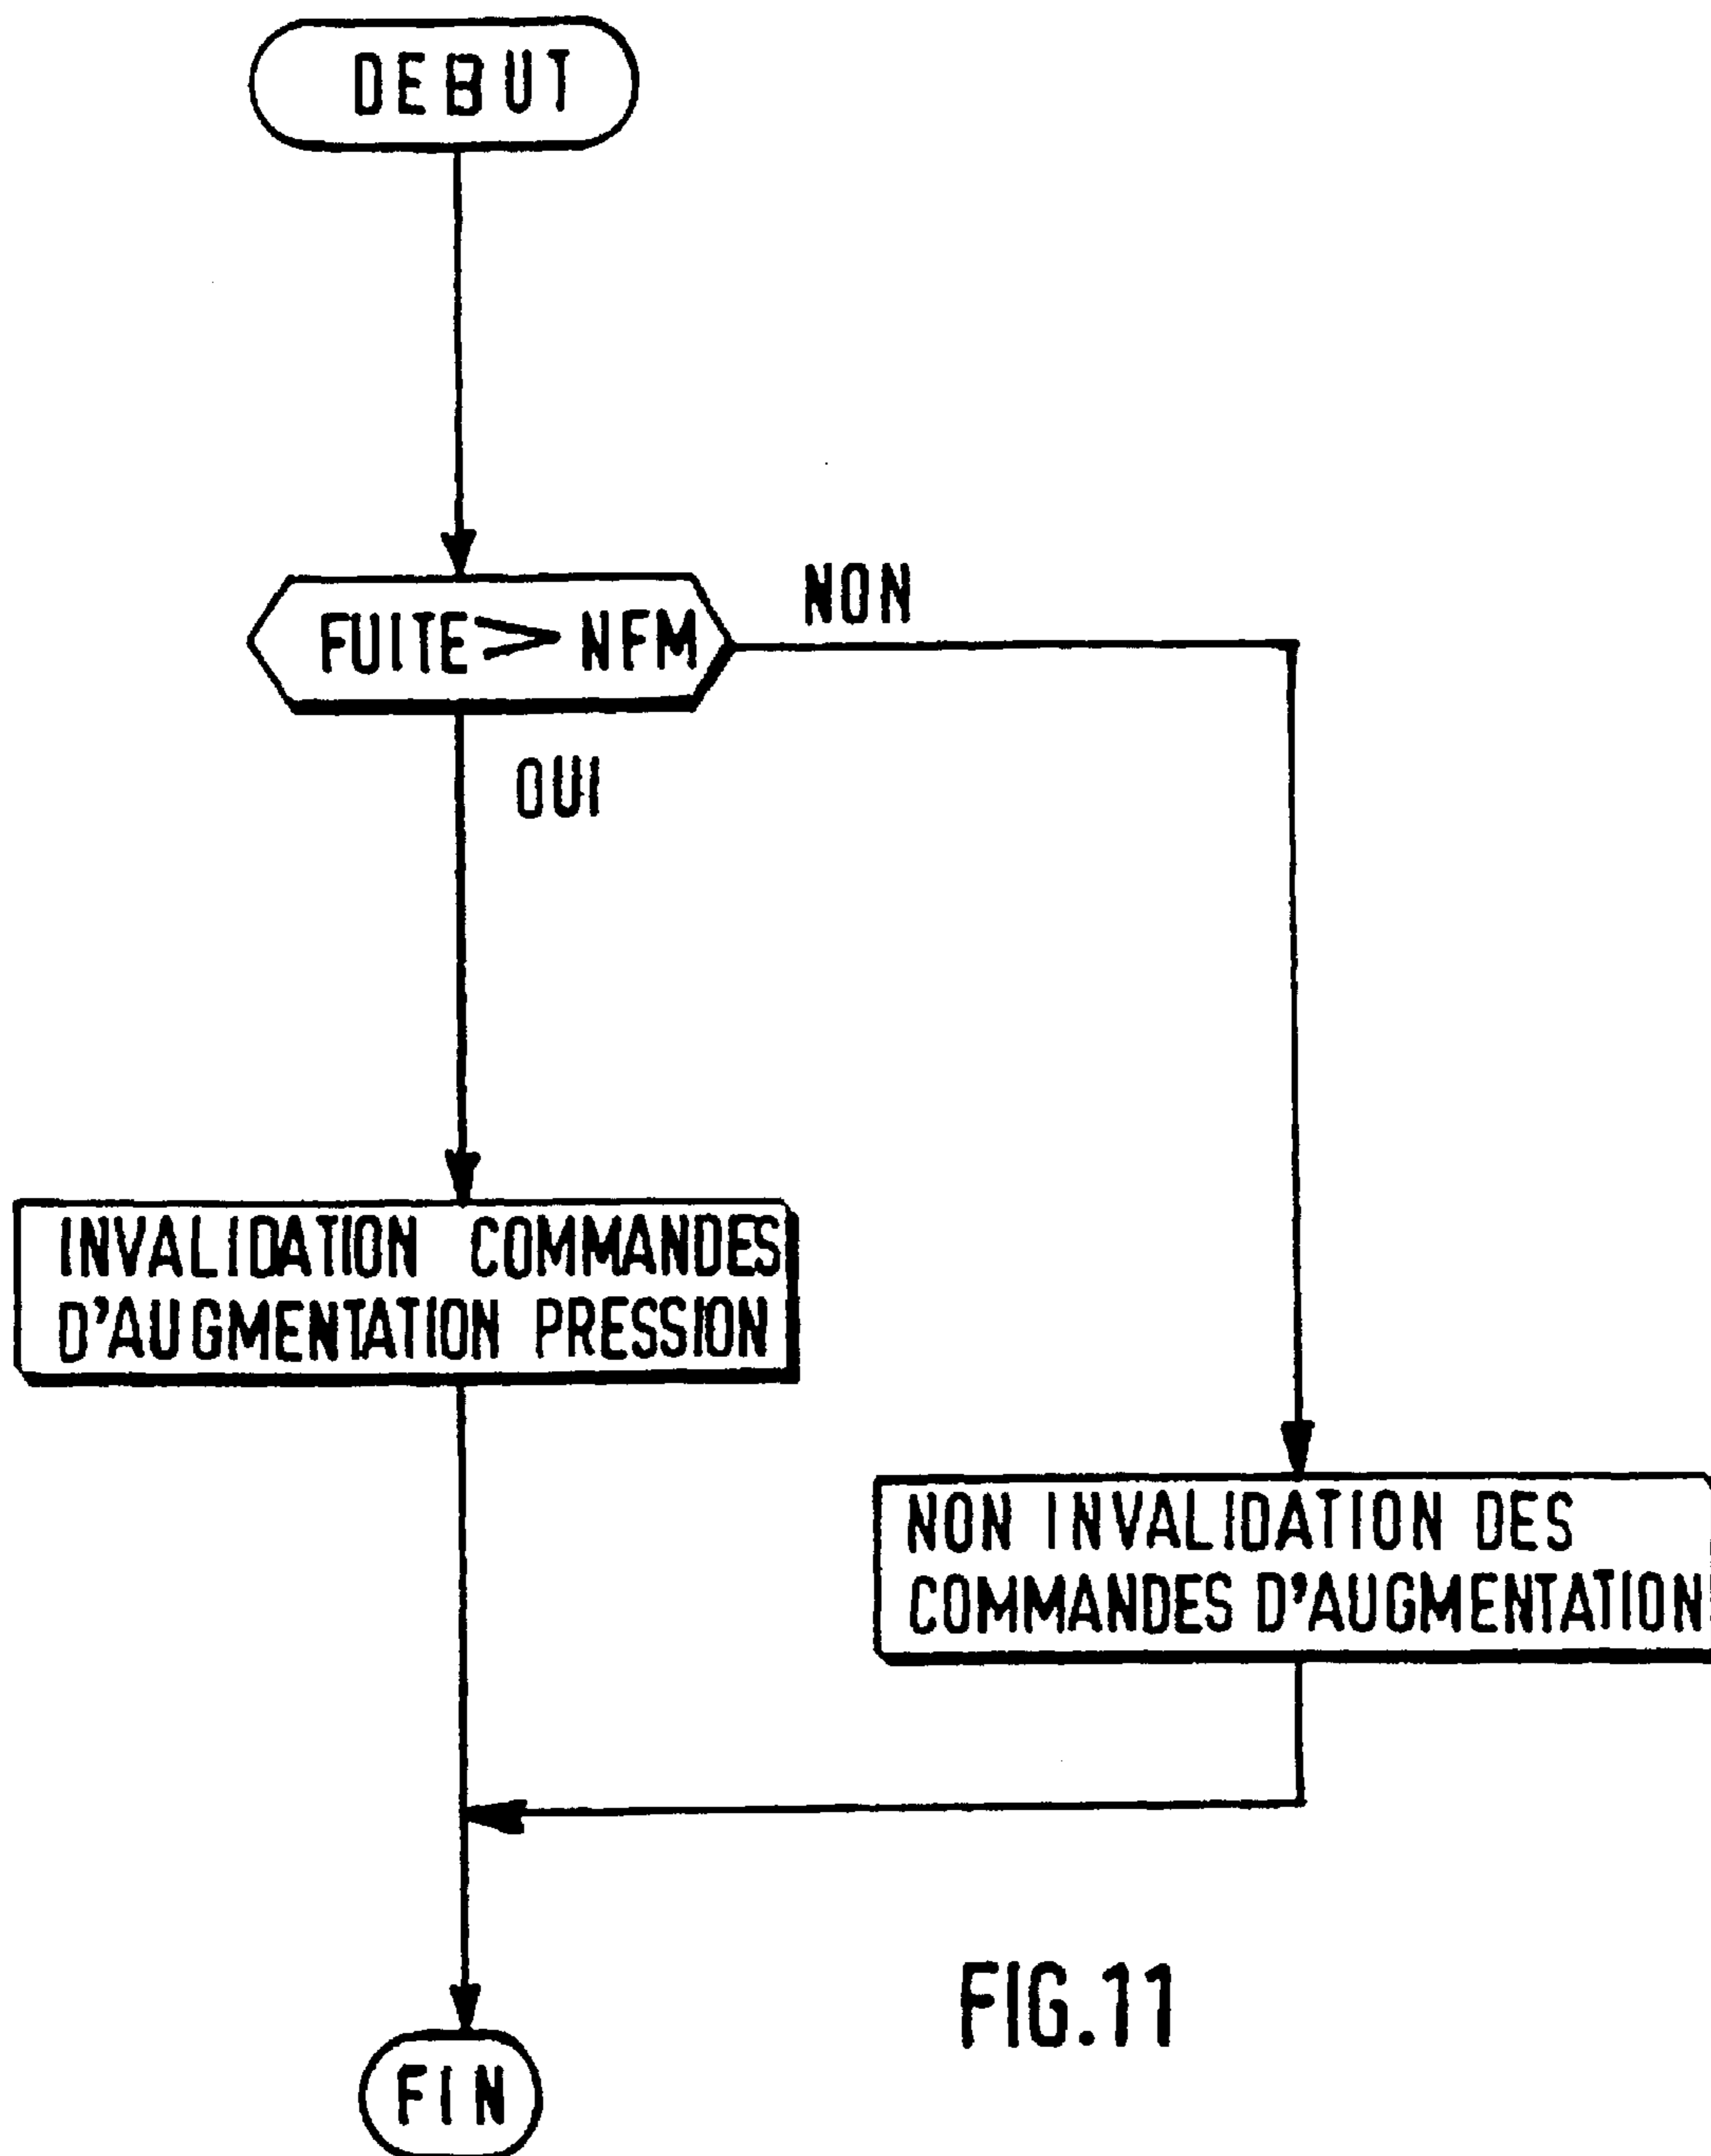 DEBUT
FUITE > NFM
NON
OUI
INVALIDATION COMMANDES
D'AUGMENTATION PRESSION
NON INVALIDATION DES
COMMANDES D'AUGMENTATION
FIG.11
FIN